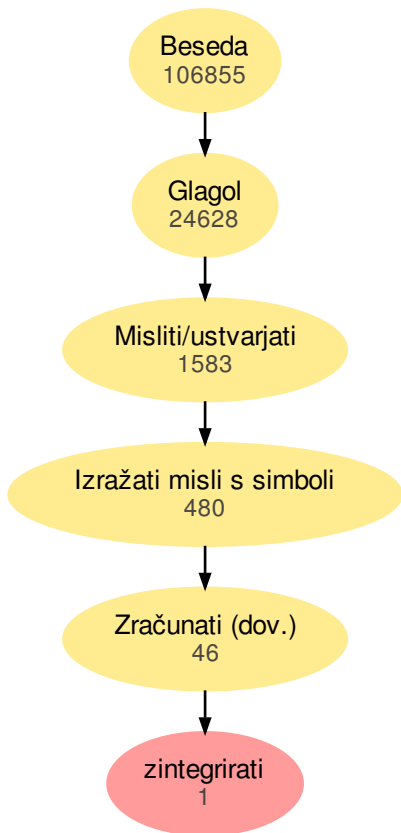 Beseda
106855
Glagol
24628
Misliti/ustvarjati
1583
Izražati misli s simboli
480
Zračunati (dov.)
46
zintegrirati
1